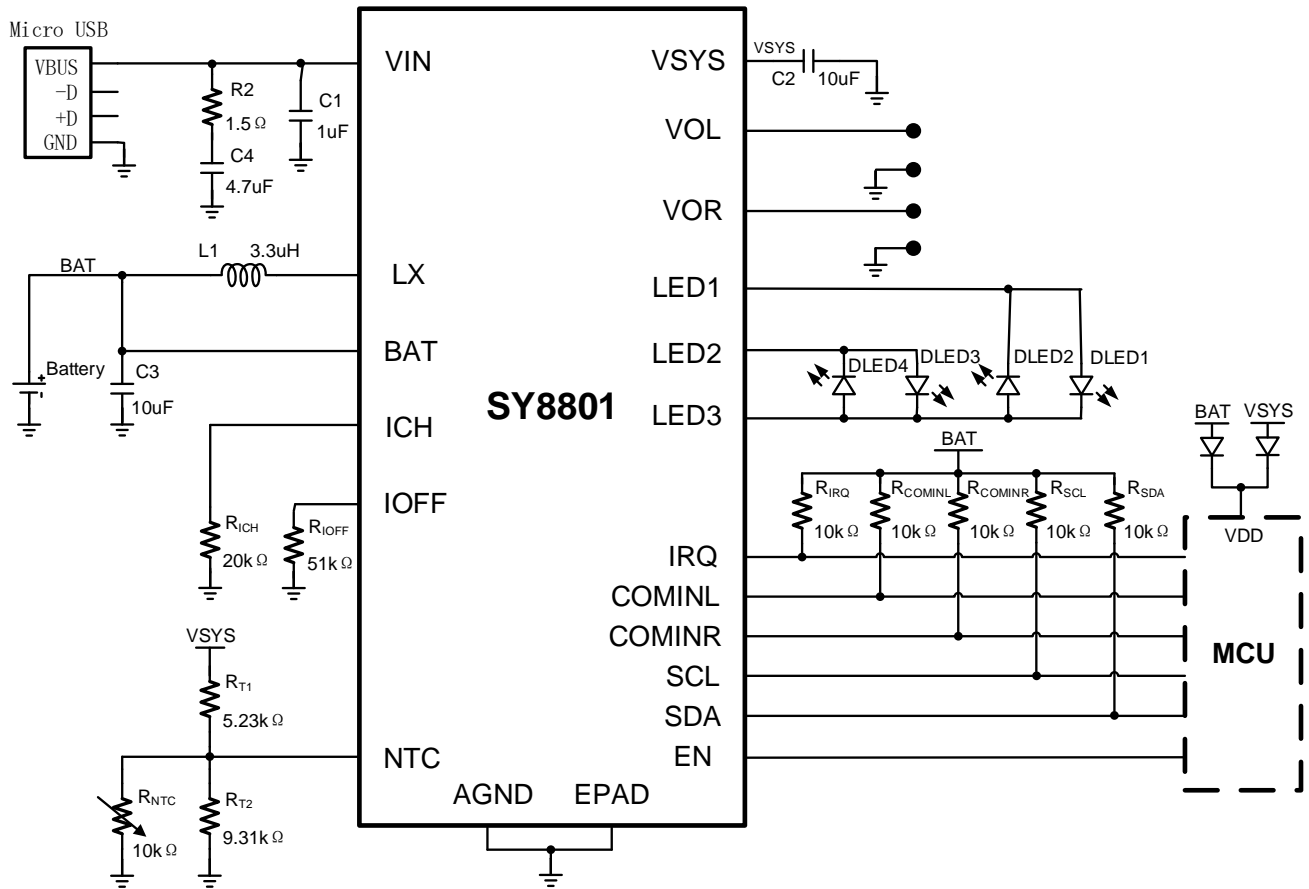 Micro USB
VBUS
−D
+D
GND
R2
1.5Ω
C4
4.7uF
C1
1uF
VIN
VSYS
VSYS
C2
10uF
VOL
VOR
BAT
L1
3.3uH
LX
BAT
Battery
+
-
C3
10uF
SY8801
LED1
LED2
LED3
DLED4
DLED3
DLED2
DLED1
ICH
IOFF
RICH
20kΩ
RIOFF
51kΩ
BAT
BAT
VSYS
RIRQ
10kΩ
RCOMINL
10kΩ
RCOMINR
10kΩ
RSCL
10kΩ
RSDA
10kΩ
VDD
IRQ
COMINL
COMINR
SCL
SDA
EN
MCU
VSYS
RT1
5.23kΩ
NTC
RNTC
10kΩ
RT2
9.31kΩ
AGND
EPAD